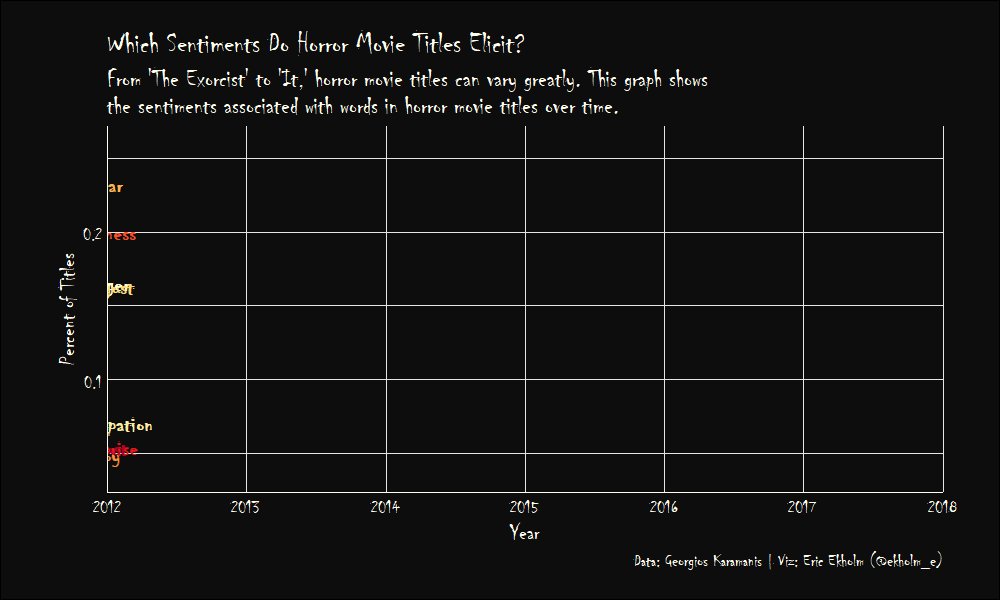 Which Sentiments Do Horror Movie Titles Elicit?
From 'The Exorcist' to 'It,' horror movie titles can vary greatly. This graph shows
the sentiments associated with words in horror movie titles over time.
Percent of Titles
0.2
0.1
ar
ness
pation
2012 2013 2014 2015 2016 2017 2018
Year
Data: Georgios Karamanis | Viz: Eric Ekholm (@ekholm_e)